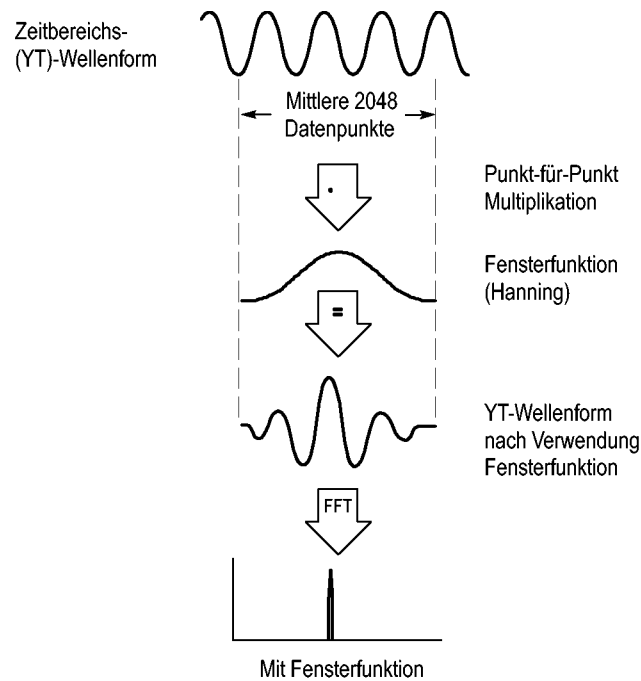 Zeitbereichs-
(YT)-Wellenform
Mittlere 2048
Datenpunkte
•
Punkt-für-Punkt
Multiplikation
Fensterfunktion
(Hanning)
=
YT-Wellenform
nach Verwendung
Fensterfunktion
FFT
Mit Fensterfunktion